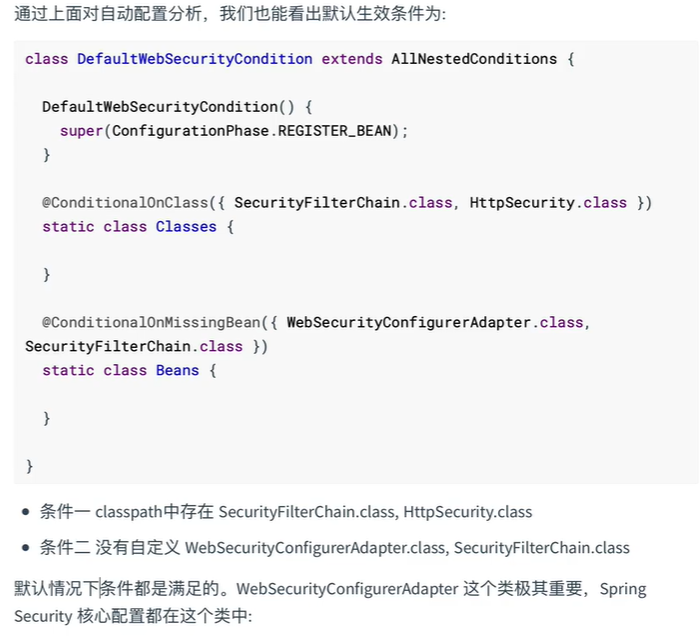 通过上面对自动配置分析，我们也能看出默认生效条件为:
class DefaultWebSecurityCondition extends AllNestedConditions {
DefaultWebSecurityCondition() {
super(ConfigurationPhase.REGISTER_BEAN);
}
@ConditionalOnClass({ SecurityFilterChain.class, HttpSecurity.class })
static class Classes {
}
@ConditionalOnMissingBean({ WebSecurityConfigurerAdapter.class,
SecurityFilterChain.class })
static class Beans {
}
}
• 条件一 classpath中存在 SecurityFilterChain.class, HttpSecurity.class
• 条件二 没有自定义 WebSecurityConfigurerAdapter.class, SecurityFilterChain.class
默认情况下条件都是满足的。WebSecurityConfigurerAdapter 这个类极其重要，Spring
Security 核心配置都在这个类中: